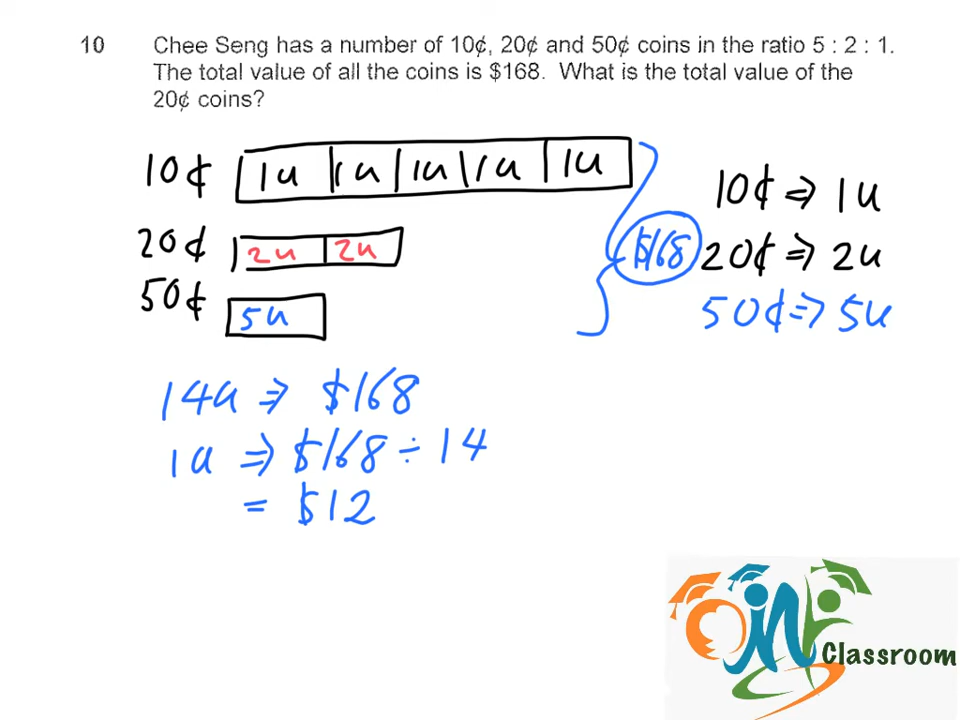 10 Chee Seng has a number of 10¢, 20¢ and 50¢ coins in the ratio 5 : 2 : 1.
The total value of all the coins is $168. What is the total value of the
20¢ coins?
10¢ 1u 1u 1u 1u 1u
20¢ 2u 2u
50¢ 5u
$168
10¢ ⇒ 1u
20¢ ⇒ 2u
50¢ ⇒ 5u
14u ⇒ $168
1u ⇒ $168 ÷ 14
= $12
Classroom